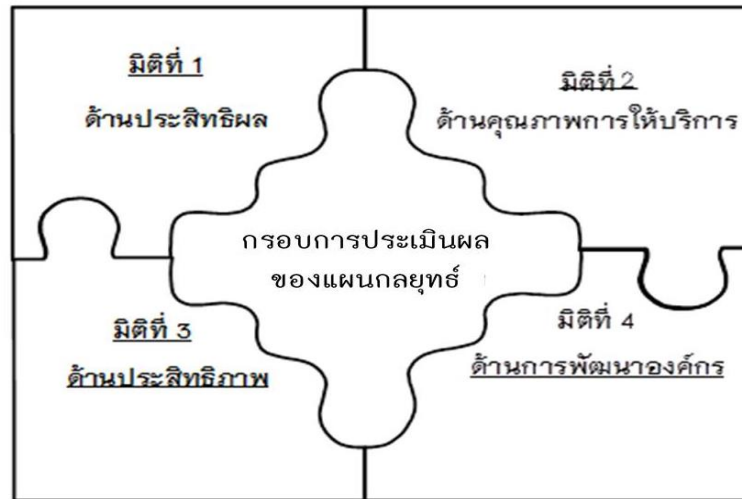 มิติที่ 1
ด้านประสิทธิผล
มิติที่ 2
ด้านคุณภาพการให้บริการ
กรอบการประเมินผล
ของแผนกลยุทธ์
มิติที่ 3
ด้านประสิทธิภาพ
มิติที่ 4
ด้านการพัฒนาองค์กร